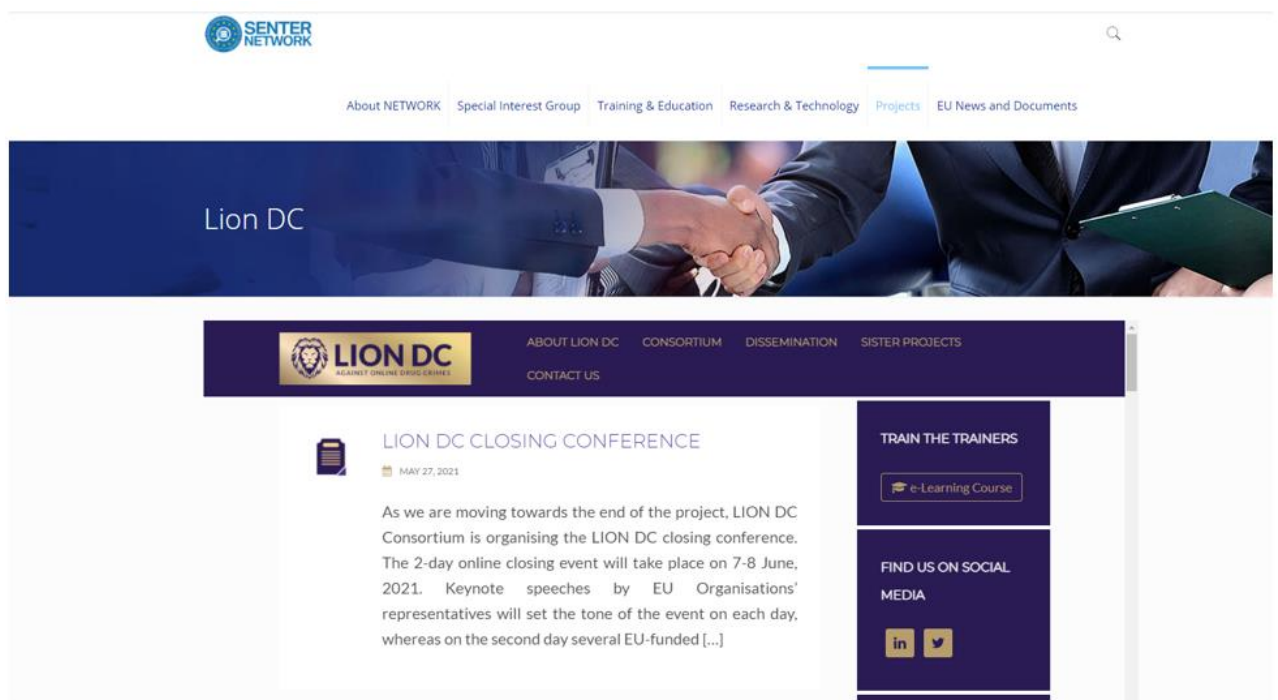 SENTER
NETWORK
About NETWORK Special Interest Group Training & Education Research & Technology Projects EU News and Documents
Lion DC
LION DC
AGAINST ONLINE DRUG CRIMES
ABOUT LION DC CONSORTIUM DISSEMINATION SISTER PROJECTS
CONTACT US
LION DC CLOSING CONFERENCE
MAY 27, 2021
As we are moving towards the end of the project, LION DC
Consortium is organising the LION DC closing conference.
The 2-day online closing event will take place on 7-8 June,
2021. Keynote speeches by EU Organisations’
representatives will set the tone of the event on each day,
whereas on the second day several EU-funded […]
TRAIN THE TRAINERS
e-Learning Course
FIND US ON SOCIAL
MEDIA
in